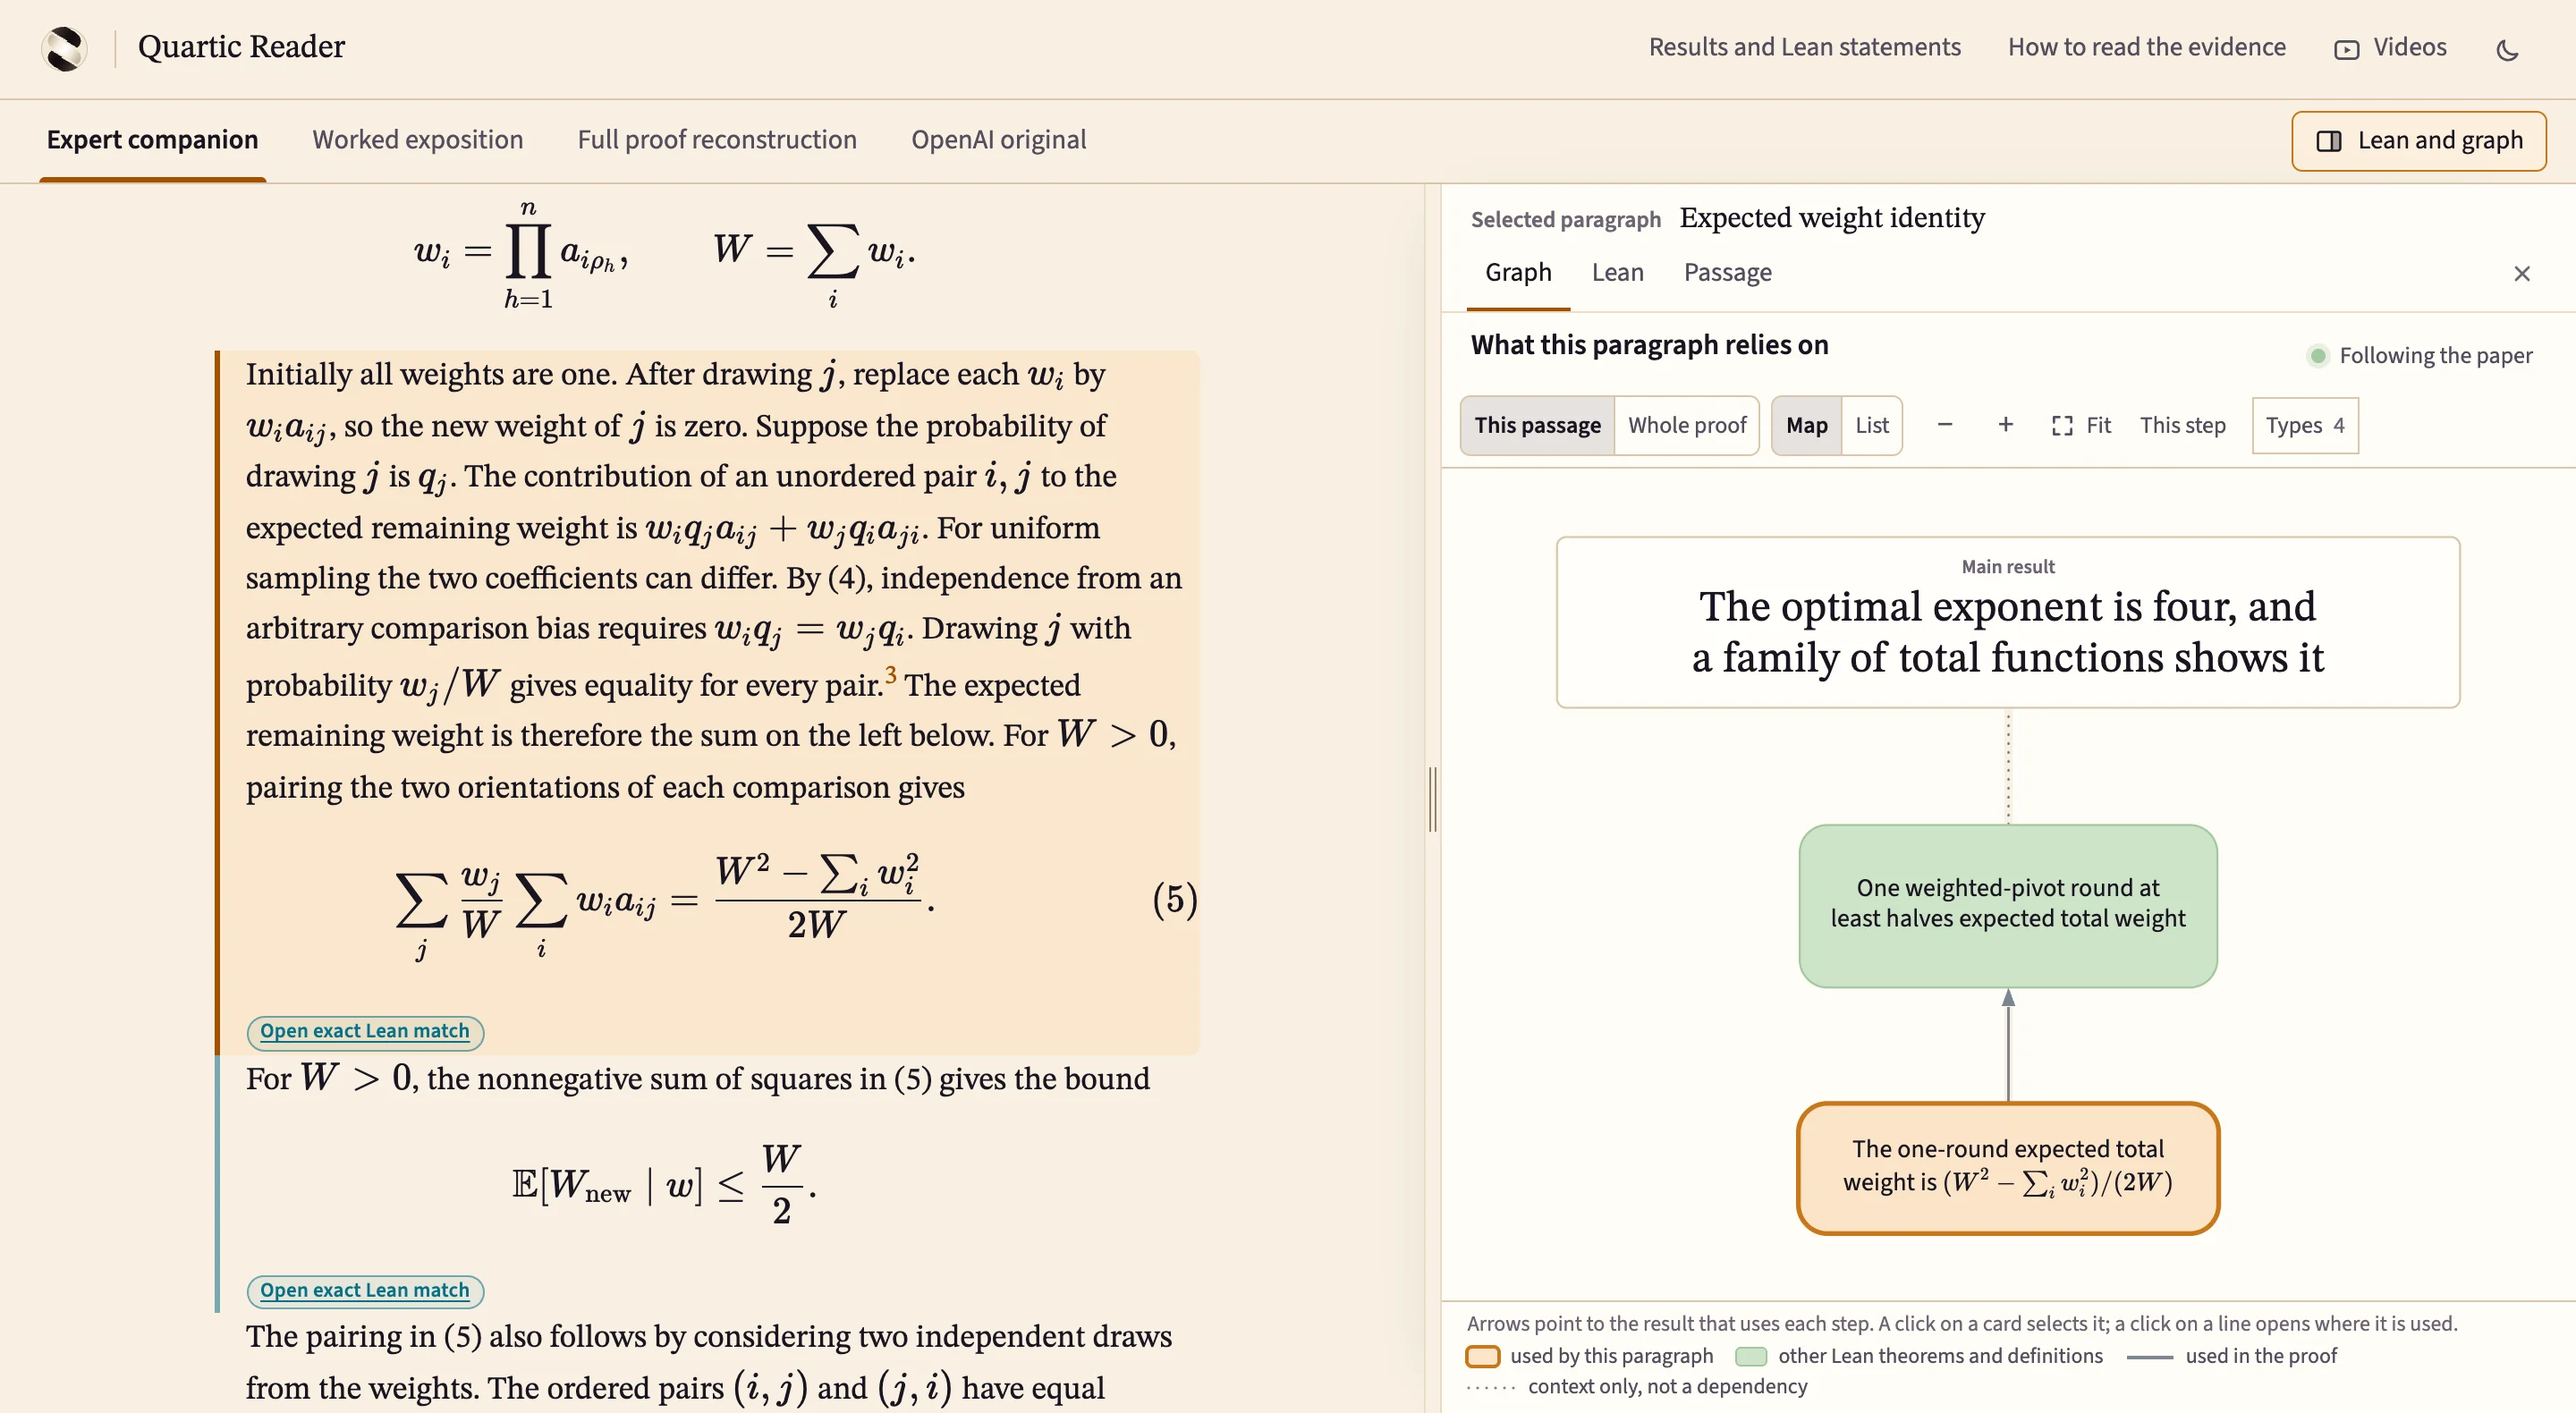 Quartic Reader
Results and Lean statements
How to read the evidence
Videos
Expert companion
Worked exposition
Full proof reconstruction
OpenAI original
Lean and graph
w_i = ∏_{h=1}^{n} a_{iρ_h},   W = ∑_i w_i.
Initially all weights are one. After drawing j, replace each w_i by
w_i a_{ij}, so the new weight of j is zero. Suppose the probability of
drawing j is q_j. The contribution of an unordered pair i, j to the
expected remaining weight is w_i q_j a_{ij} + w_j q_i a_{ji}. For uniform
sampling the two coefficients can differ. By (4), independence from an
arbitrary comparison bias requires w_i q_j = w_j q_i. Drawing j with
probability w_j/W gives equality for every pair.³ The expected
remaining weight is therefore the sum on the left below. For W > 0,
pairing the two orientations of each comparison gives
∑_j \frac{w_j}{W} ∑_i w_i a_{ij} = \frac{W² − ∑_i w_i²}{2W}.   (5)
Open exact Lean match
For W > 0, the nonnegative sum of squares in (5) gives the bound
𝔼[W_new | w] ≤ \frac{W}{2}.
Open exact Lean match
The pairing in (5) also follows by considering two independent draws
from the weights. The ordered pairs (i, j) and (j, i) have equal
Selected paragraph Expected weight identity
Graph
Lean
Passage
×
What this paragraph relies on
Following the paper
This passage
Whole proof
Map
List
−
+
Fit
This step
Types 4
Main result
The optimal exponent is four, and
a family of total functions shows it
One weighted-pivot round at
least halves expected total weight
The one-round expected total
weight is (W² − ∑_i w_i²)/(2W)
Arrows point to the result that uses each step. A click on a card selects it; a click on a line opens where it is used.
used by this paragraph
other Lean theorems and definitions
used in the proof
context only, not a dependency